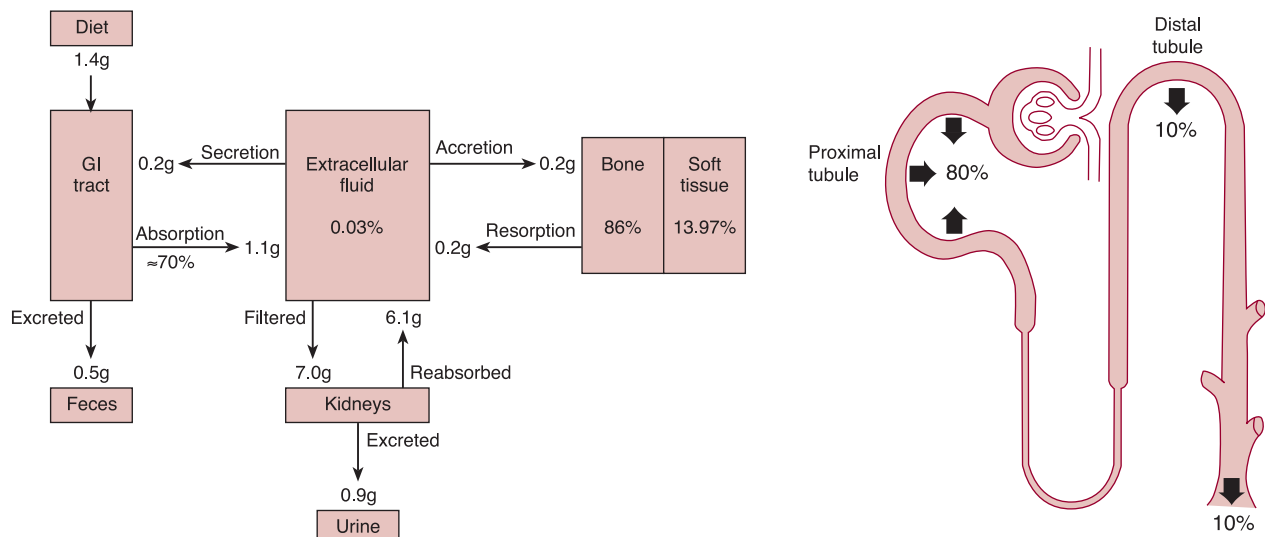 Diet
1.4g
GI
tract
0.2g
Secretion
Absorption
≈70%
1.1g
Excreted
0.5g
Feces
Extracellular
fluid
0.03%
Accretion
0.2g
Resorption
0.2g
Bone
86%
Soft
tissue
13.97%
Filtered
7.0g
6.1g
Reabsorbed
Kidneys
Excreted
0.9g
Urine
Proximal
tubule
80%
Distal
tubule
10%
10%